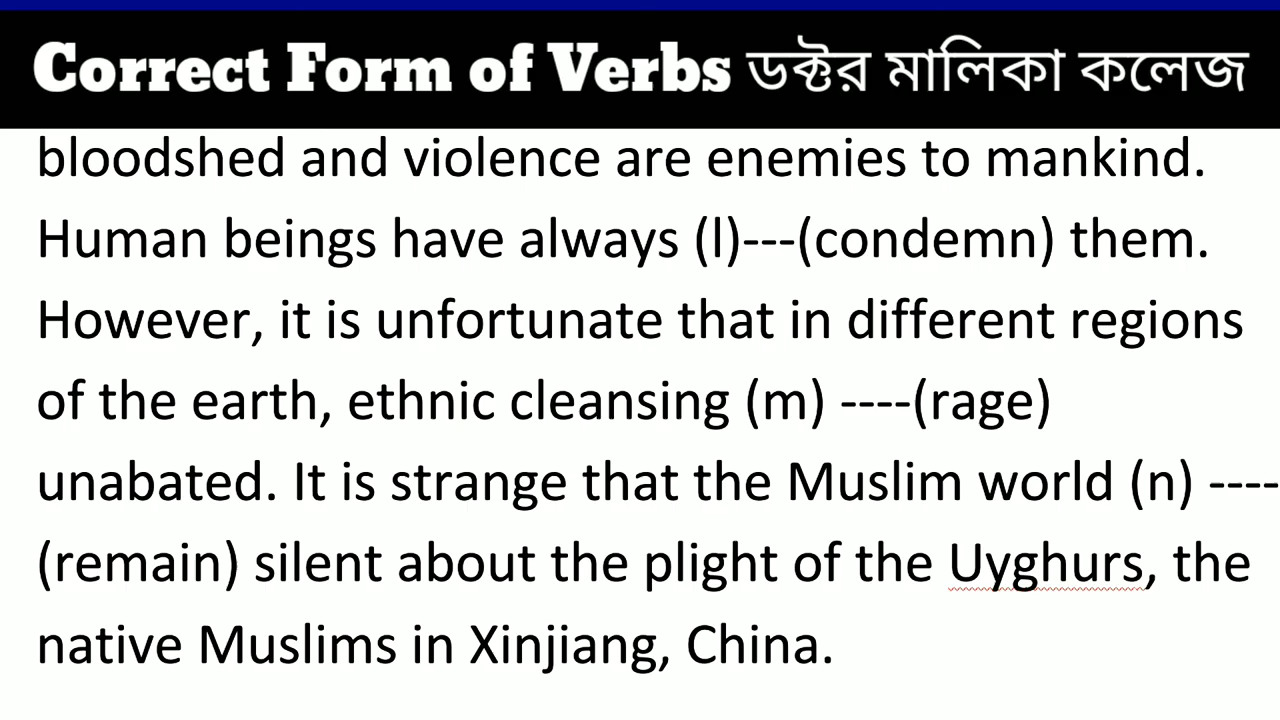 Correct Form of Verbs ডক্টর মালিকা কলেজ
bloodshed and violence are enemies to mankind.
Human beings have always (l)---(condemn) them.
However, it is unfortunate that in different regions
of the earth, ethnic cleansing (m) ----(rage)
unabated. It is strange that the Muslim world (n) ----
(remain) silent about the plight of the Uyghurs, the
native Muslims in Xinjiang, China.